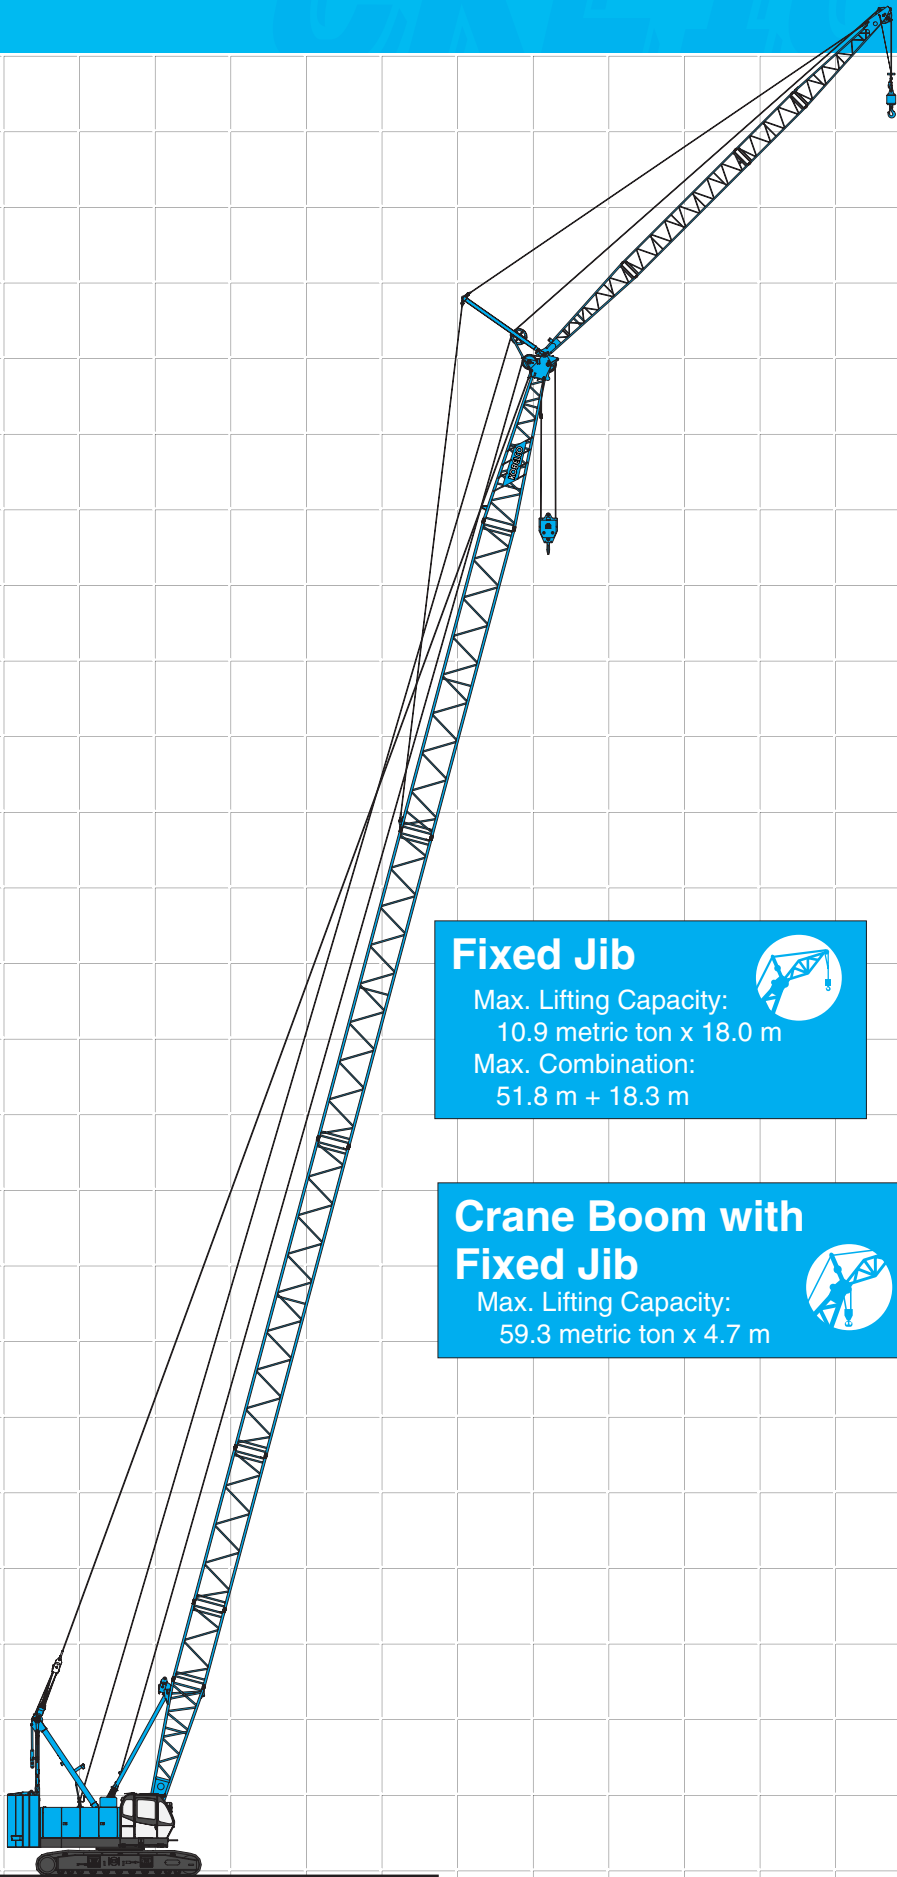 KOBELCO
Fixed Jib
Max. Lifting Capacity:
10.9 metric ton x 18.0 m
Max. Combination:
51.8 m + 18.3 m
Crane Boom with
Fixed Jib
Max. Lifting Capacity:
59.3 metric ton x 4.7 m